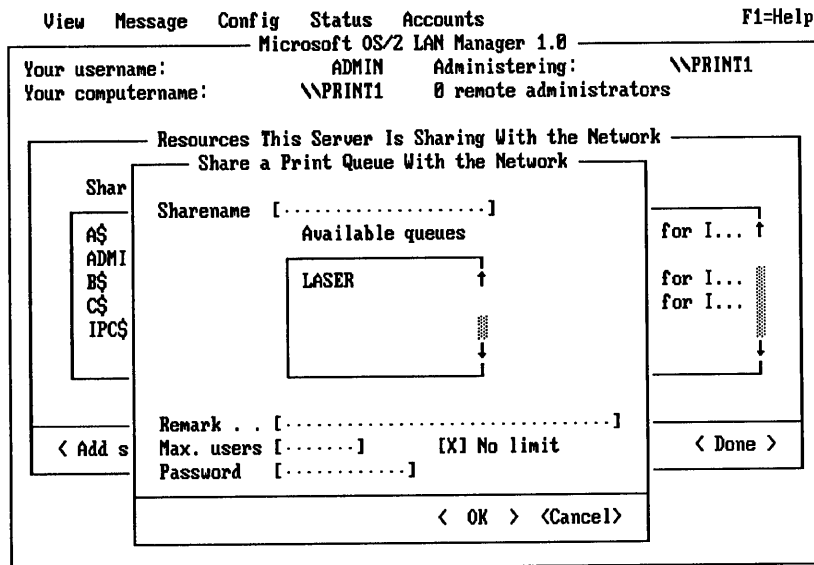 View Message Config Status Accounts F1=Help
Microsoft OS/2 LAN Manager 1.0
Your username: ADMIN Administering: \\PRINT1
Your computername: \\PRINT1 0 remote administrators
Resources This Server Is Sharing With the Network
Share a Print Queue With the Network
Shar
Sharename [....................]
A$ Available queues for I... ↑
ADMI
B$ LASER ↑ for I...
C$ for I...
IPC$
↓ ↓
Remark . . [..................................]
Max. users [.......] [X] No limit
< Add s < Done >
Password [............]
< OK > <Cancel>